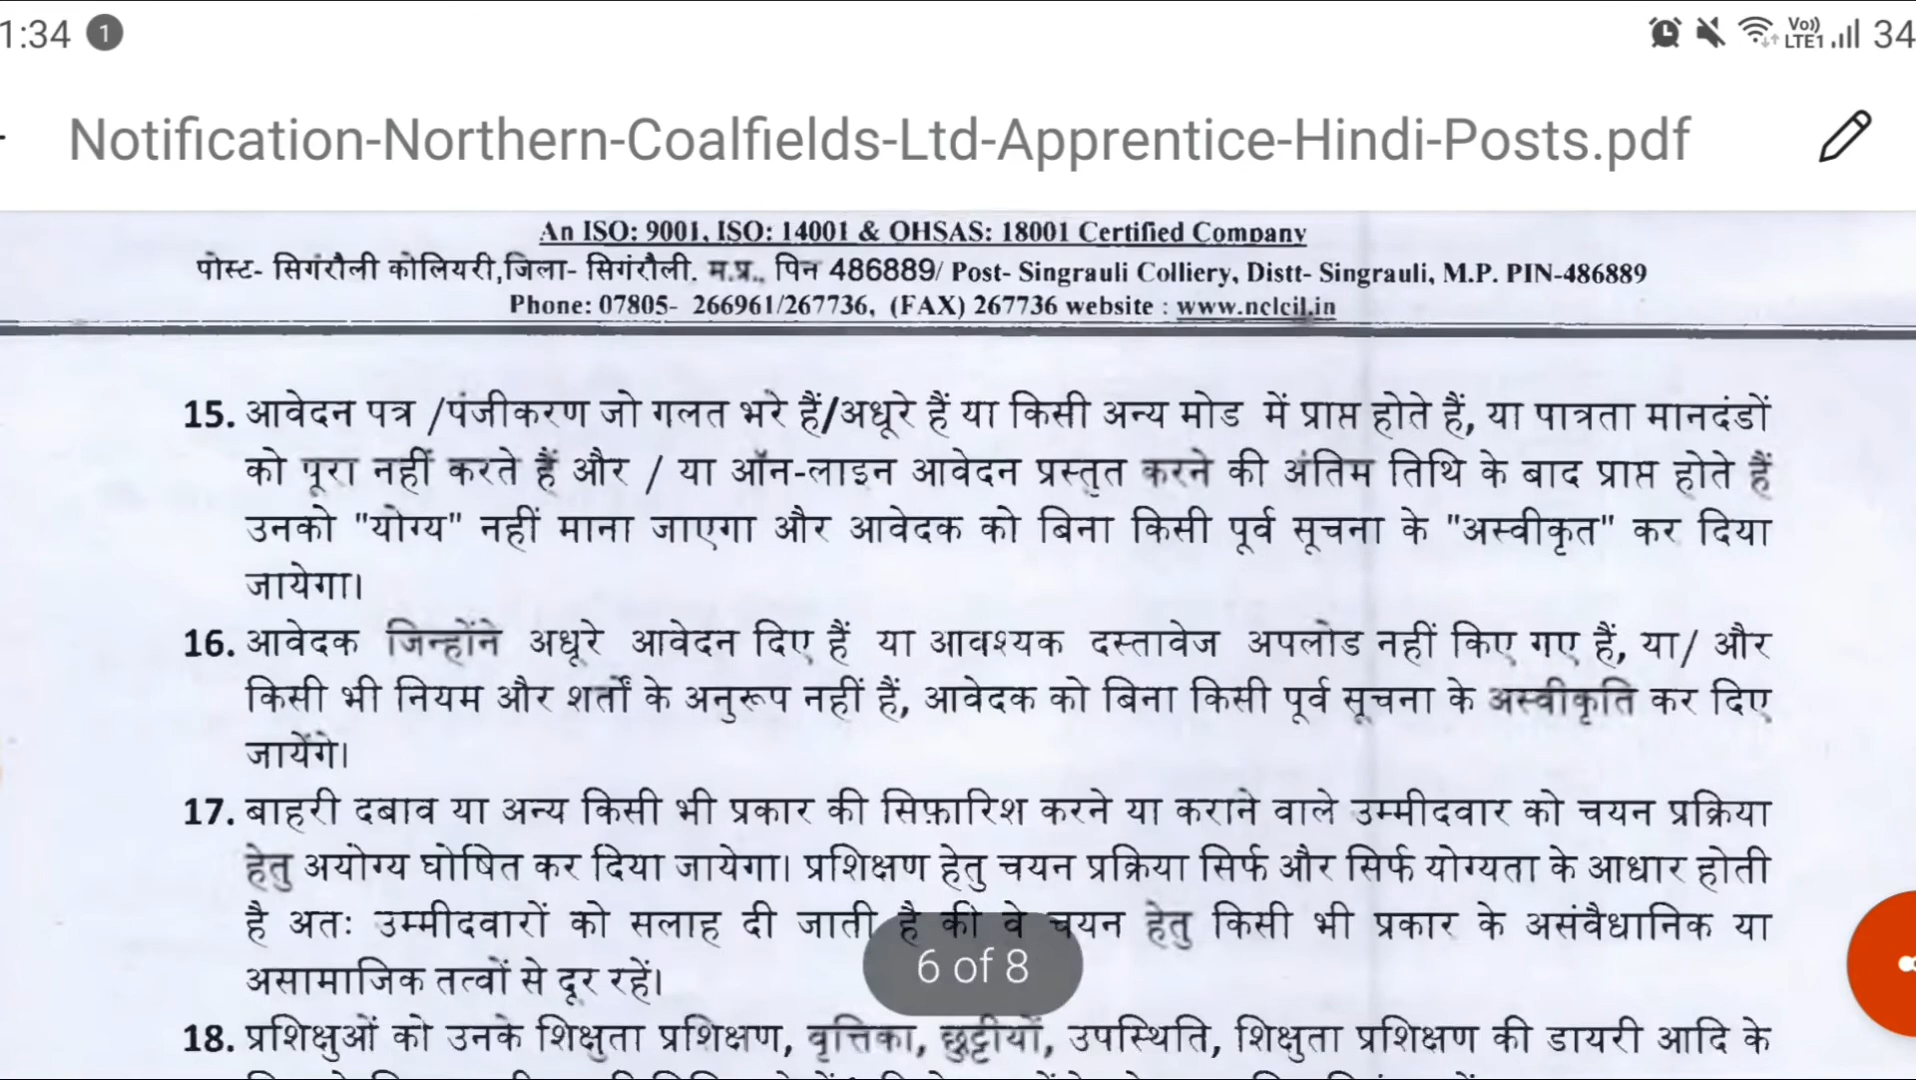 1:34 1 Vo)) LTE1 34
Notification-Northern-Coalfields-Ltd-Apprentice-Hindi-Posts.pdf
An ISO: 9001, ISO: 14001 & OHSAS: 18001 Certified Company
पोस्ट- सिगंरौली कोलियरी,जिला- सिगंरौली. म.प्र., पिन 486889/ Post- Singrauli Colliery, Distt- Singrauli, M.P. PIN-486889
Phone: 07805- 266961/267736, (FAX) 267736 website : www.nclcil.in
15. आवेदन पत्र /पंजीकरण जो गलत भरे हैं/अधूरे हैं या किसी अन्य मोड में प्राप्त होते हैं, या पात्रता मानदंडों
को पूरा नहीं करते हैं और / या ऑन-लाइन आवेदन प्रस्तुत करने की अंतिम तिथि के बाद प्राप्त होते हैं
उनको "योग्य" नहीं माना जाएगा और आवेदक को बिना किसी पूर्व सूचना के "अस्वीकृत" कर दिया
जायेगा।
16. आवेदक जिन्होंने अधूरे आवेदन दिए हैं या आवश्यक दस्तावेज अपलोड नहीं किए गए हैं, या/ और
किसी भी नियम और शर्तों के अनुरूप नहीं हैं, आवेदक को बिना किसी पूर्व सूचना के अस्वीकृति कर दिए
जायेंगे।
17. बाहरी दबाव या अन्य किसी भी प्रकार की सिफ़ारिश करने या कराने वाले उम्मीदवार को चयन प्रक्रिया
हेतु अयोग्य घोषित कर दिया जायेगा। प्रशिक्षण हेतु चयन प्रक्रिया सिर्फ और सिर्फ योग्यता के आधार होती
है अतः उम्मीदवारों को सलाह दी जाती है की वे चयन हेतु किसी भी प्रकार के असंवैधानिक या
असामाजिक तत्वों से दूर रहें।
6 of 8
18. प्रशिक्षुओं को उनके शिक्षुता प्रशिक्षण, वृत्तिका, छुट्टीयों, उपस्थिति, शिक्षुता प्रशिक्षण की डायरी आदि के